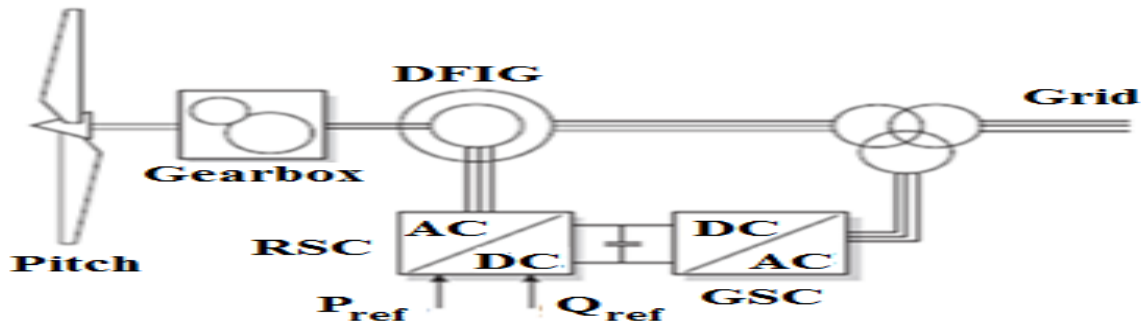 DFIG
Grid
Gearbox
AC
DC
RSC
DC
AC
Pitch
GSC
Pref
Qref